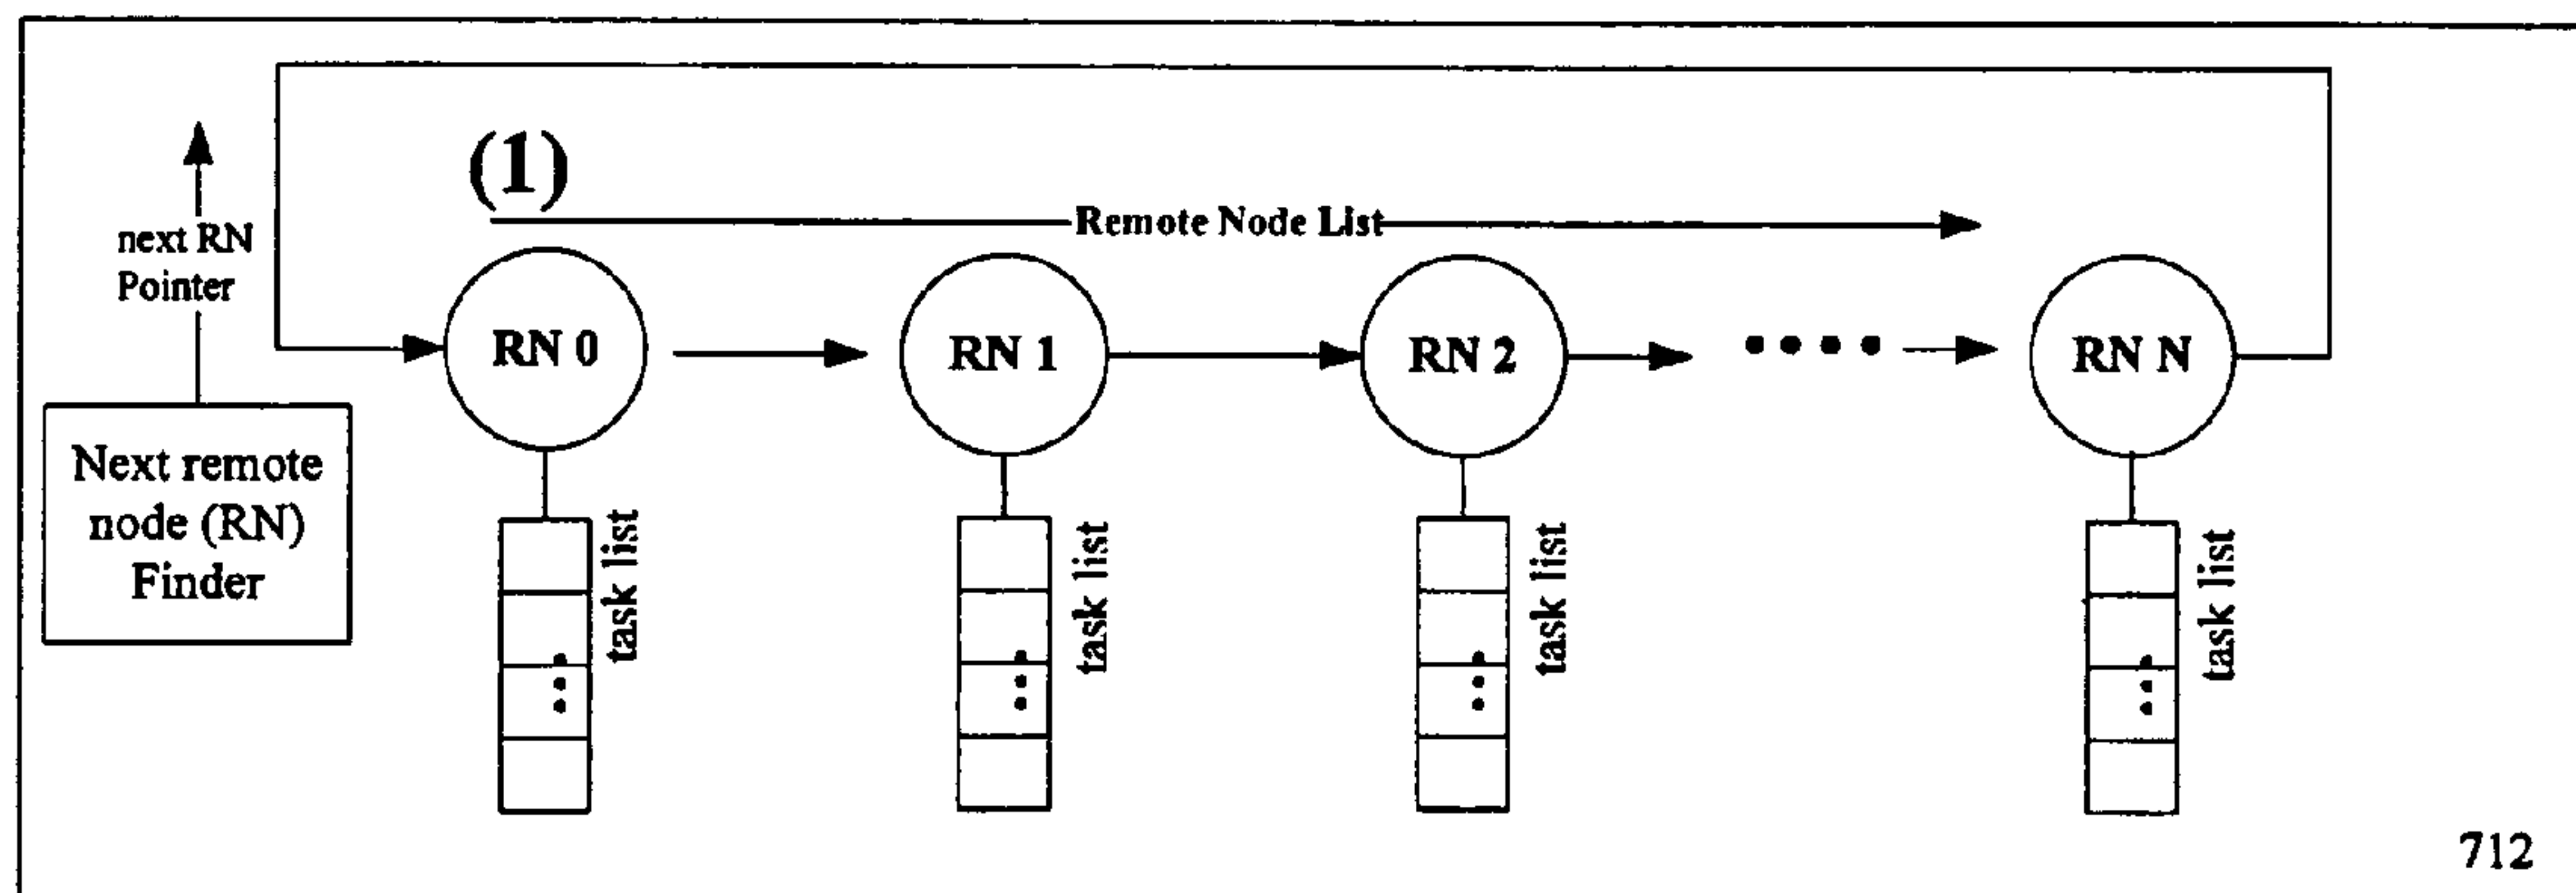 (1)
Remote Node List
next RN
Pointer
RN 0
RN 1
RN 2
RN N
Next remote
node (RN)
Finder
task list
task list
task list
task list
712